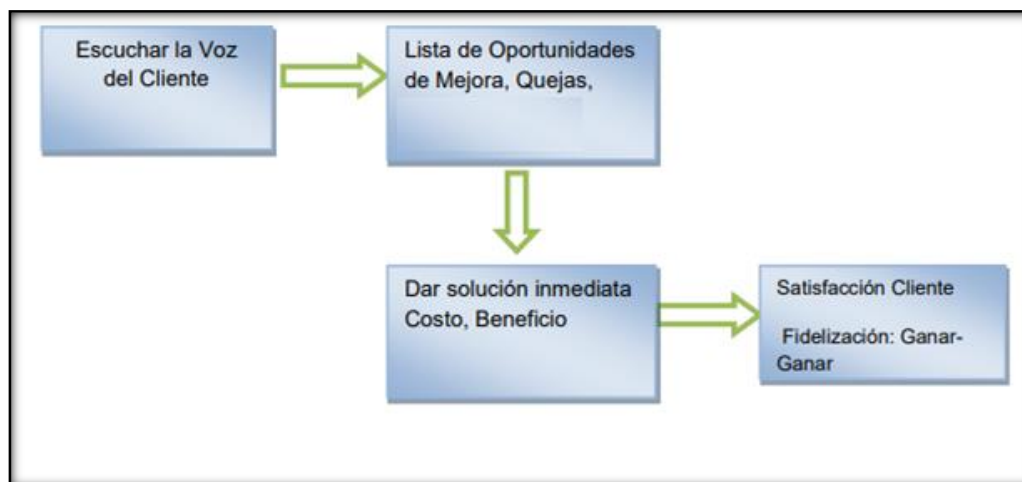 Escuchar la Voz
del Cliente
Lista de Oportunidades
de Mejora, Quejas,
Dar solución inmediata
Costo, Beneficio
Satisfacción Cliente
Fidelización: Ganar-
Ganar